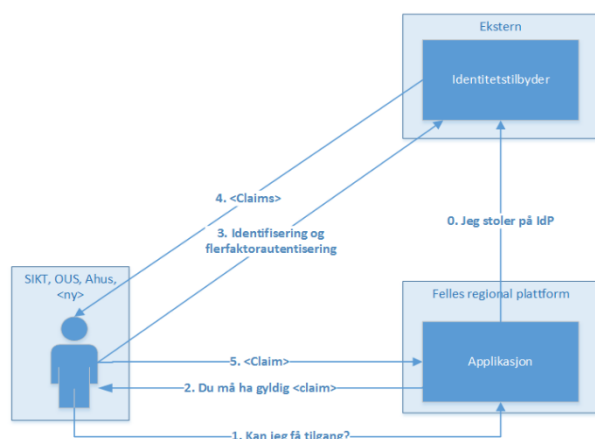 Ekstern
Identitetstilbyder
4. <Claims>
3. Identifisering og
flerfaktorautentisering
0. Jeg stoler på IdP
SIKT, OUS, Ahus,
<ny>
Felles regional plattform
Applikasjon
5. <Claim>
2. Du må ha gyldig <claim>
1. Kan jeg få tilgang?